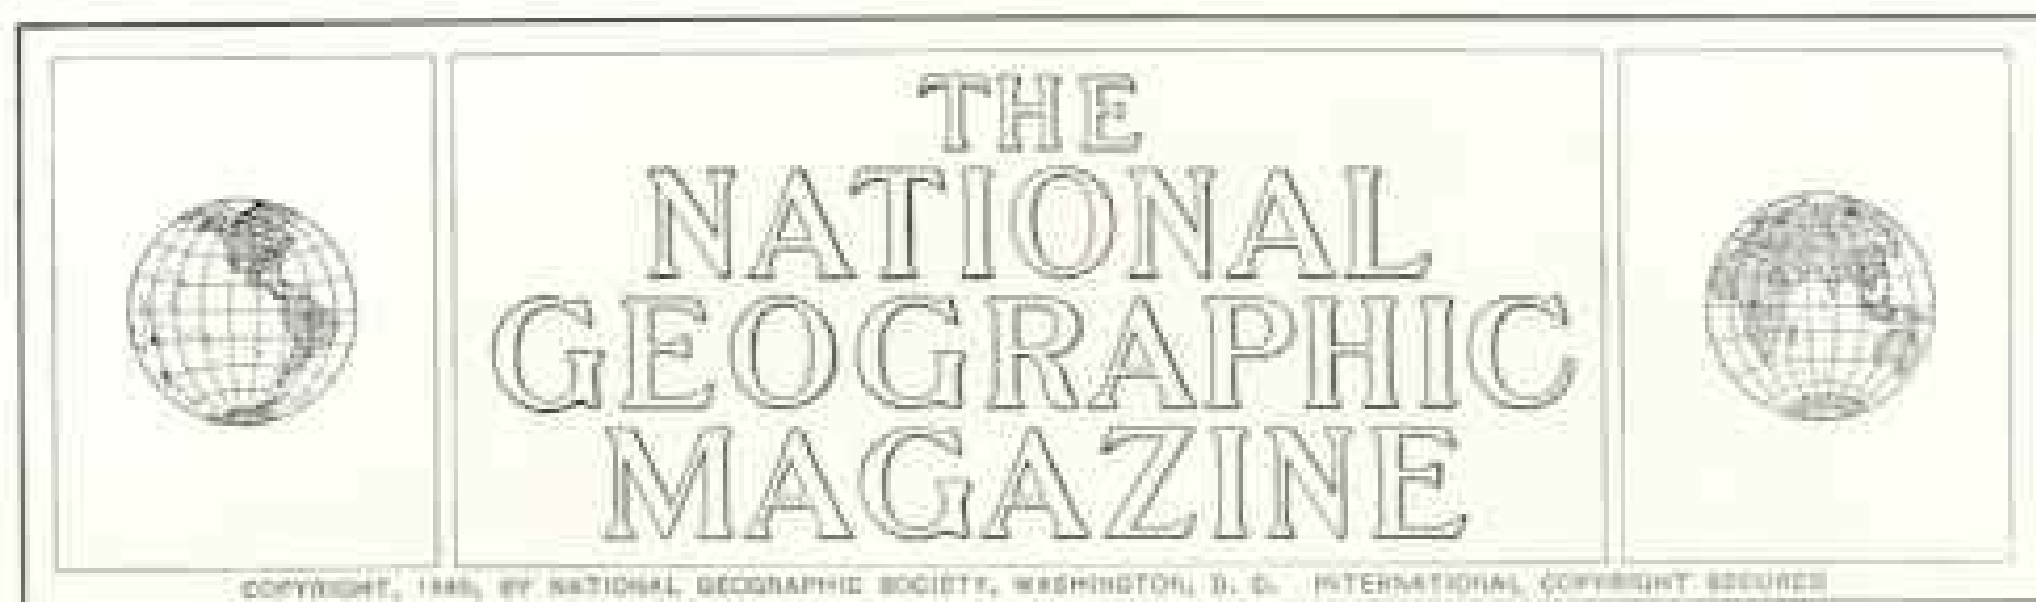 THE
NATIONAL
GEOGRAPHIC
MAGAZINE
COPYRIGHT, BY NATIONAL GEOGRAPHIC SOCIETY, WASHINGTON, D. C. INTERNATIONAL COPYRIGHT SECURED